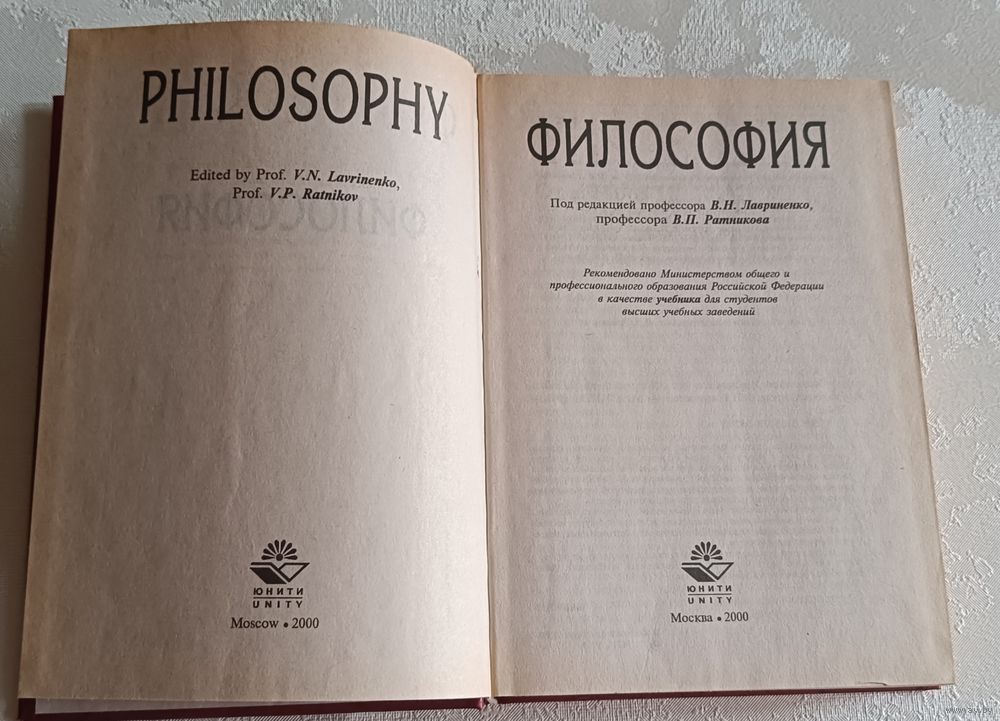 PHILOSOPHY
Edited by Prof. V.N. Lavrinenko,
Prof. V.P. Ratnikov
ЮНИТИ
UNITY
Moscow • 2000
ФИЛОСОФИЯ
Под редакцией профессора В.Н. Лавриненко,
профессора В.П. Ратникова
Рекомендовано Министерством общего и
профессионального образования Российской Федерации
в качестве учебника для студентов
высших учебных заведений
ЮНИТИ
UNITY
Москва • 2000